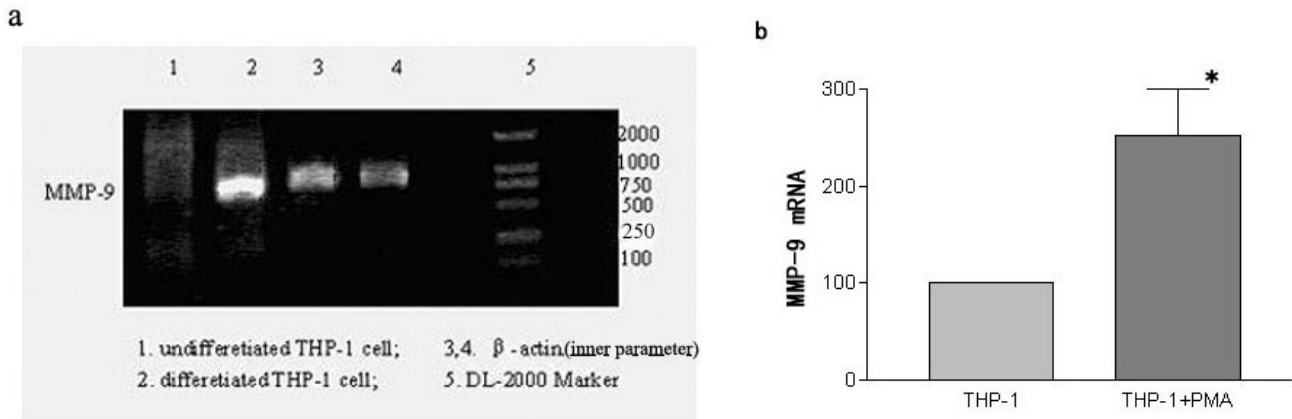 a
1 2 3 4 5
MMP-9
2000
1000
750
500
250
100
1. undifferetiated THP-1 cell; 3,4. β-actin(inner parameter)
2. differetiated THP-1 cell; 5. DL-2000 Marker
b
MMP-9 mRNA
300
200
100
0
*
THP-1 THP-1+PMA